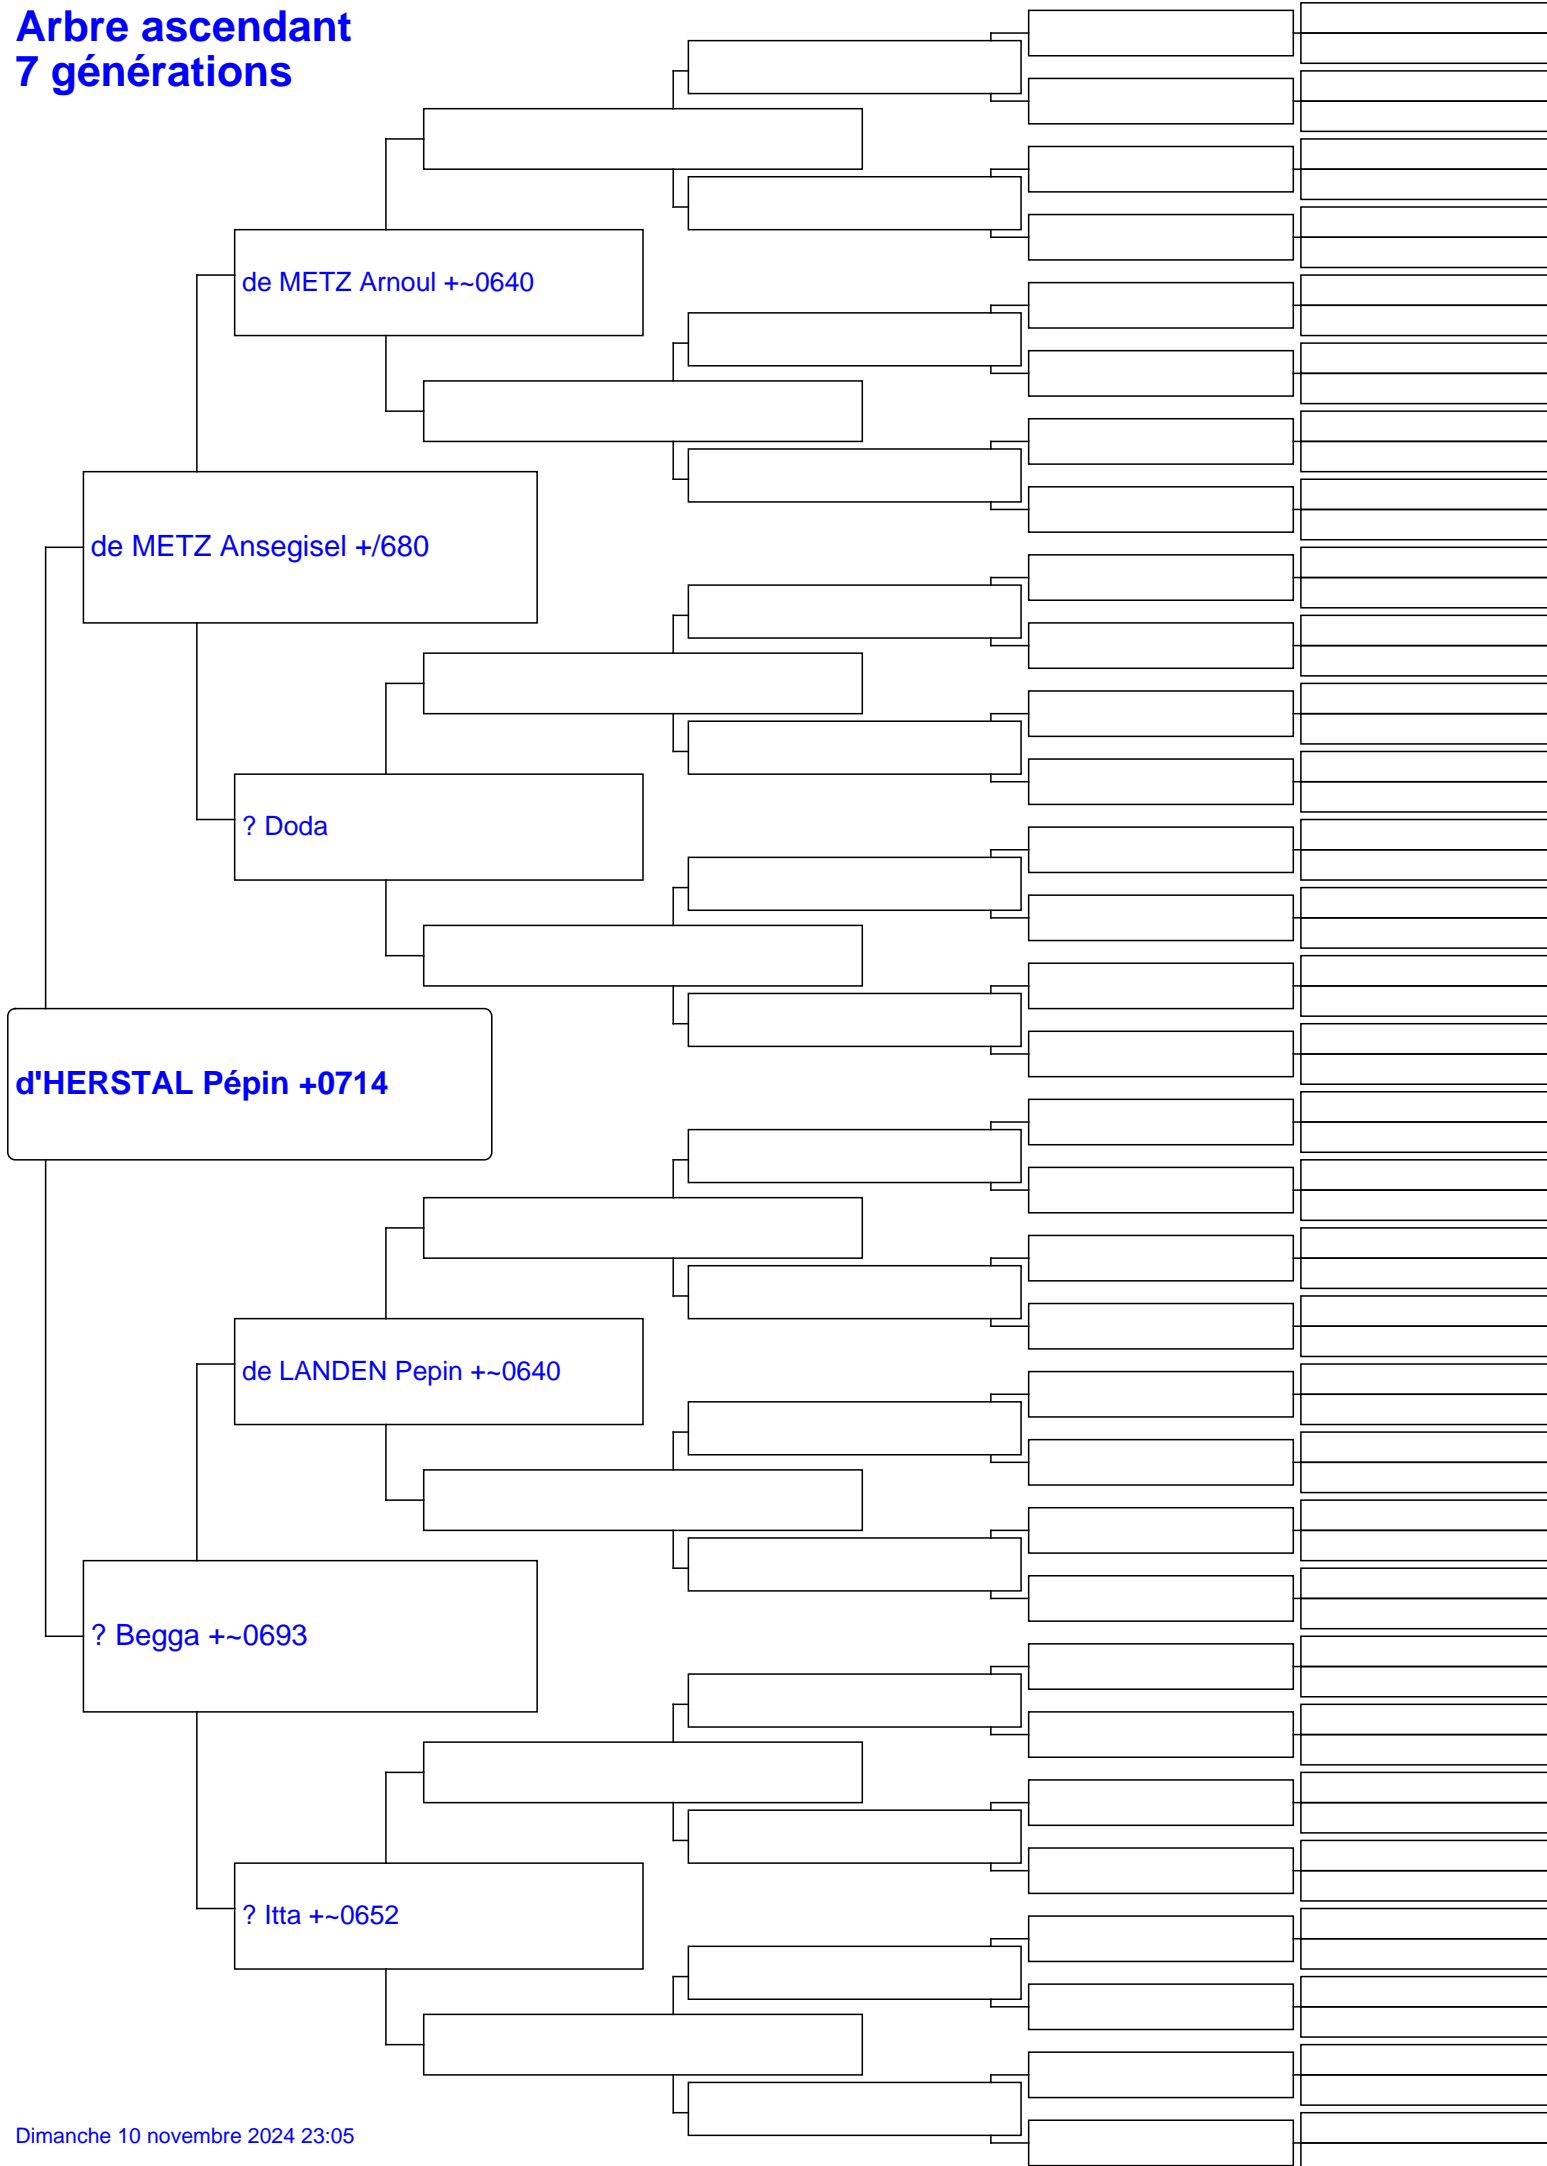 Arbre ascendant
7 générations
de METZ Arnoul +~0640
de METZ Ansegisel +/680
? Doda
d'HERSTAL Pépin +0714
de LANDEN Pepin +~0640
? Begga +~0693
? Itta +~0652
Dimanche 10 novembre 2024 23:05